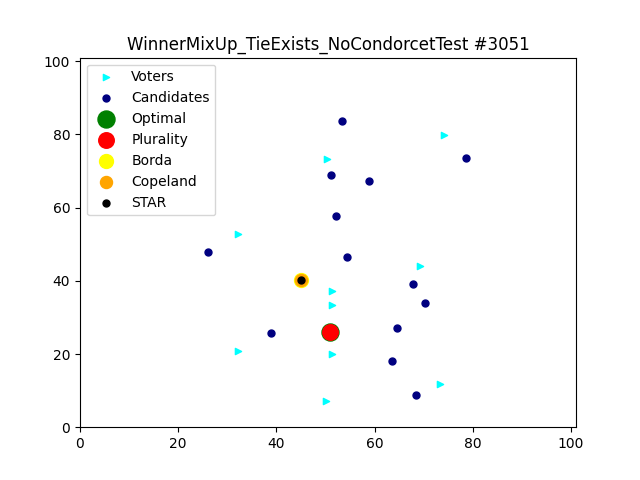 WinnerMixUp_TieExists_NoCondorcetTest #3051
100
80
60
40
20
0
Voters
Candidates
Optimal
Plurality
Borda
Copeland
STAR
0 20 40 60 80 100